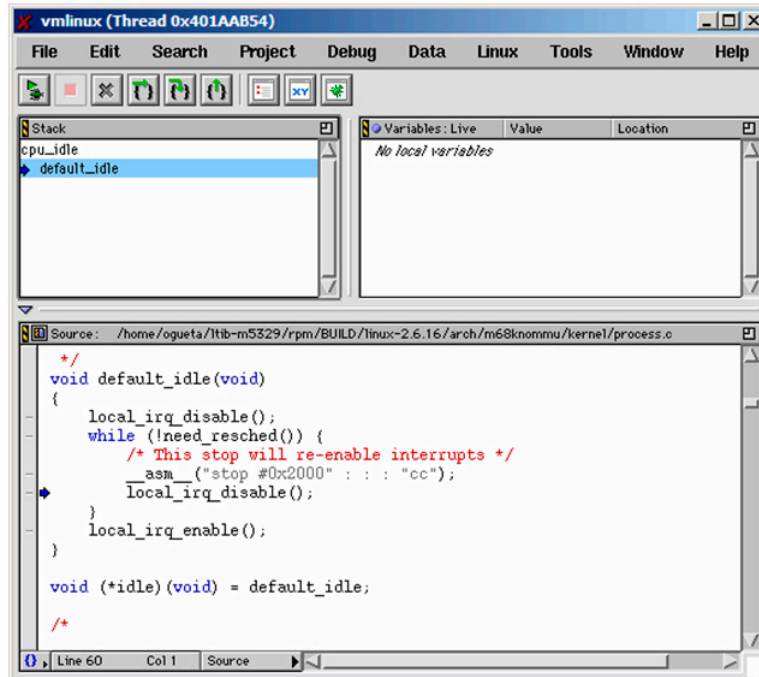 vmlinux (Thread 0x401AAB54)
File Edit Search Project Debug Data Linux Tools Window Help
XY
Stack
cpu_idle
default_idle
Variables: Live Value Location
No local variables
Source: /home/ogueta/ltib-m5329/rpm/BUILD/linux-2.6.16/arch/m68knommu/kernel/process.c
*/
void default_idle(void)
{
local_irq_disable();
while (!need_resched()) {
/* This stop will re-enable interrupts */
__asm__("stop #0x2000" : : : "cc");
local_irq_disable();
}
local_irq_enable();
}
void (*idle)(void) = default_idle;
/*
{} Line 60 Col 1 Source